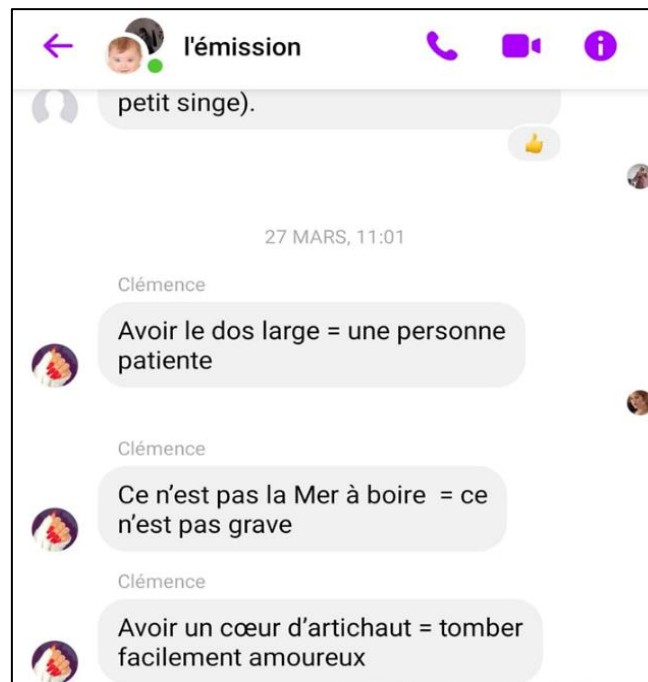 l'émission
petit singe).
27 MARS, 11:01
Clémence
Avoir le dos large = une personne
patiente
Clémence
Ce n’est pas la Mer à boire  = ce
n’est pas grave
Clémence
Avoir un cœur d’artichaut = tomber
facilement amoureux